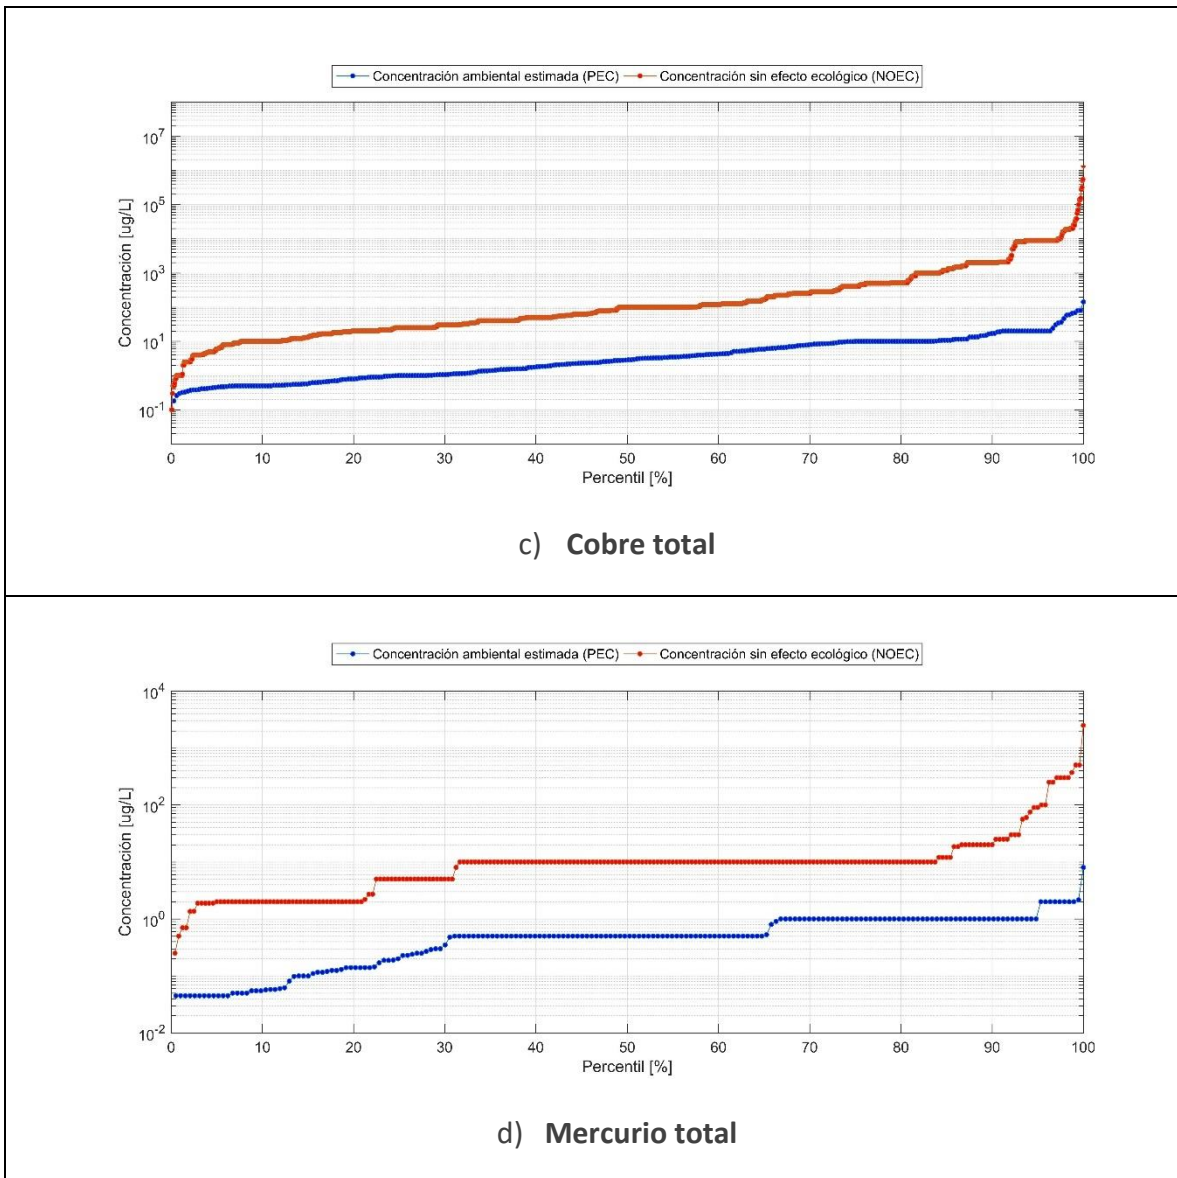 Concentración ambiental estimada (PEC) Concentración sin efecto ecológico (NOEC)
Concentración [ug/L]
10^7
10^5
10^3
10^1
10^-1
0 10 20 30 40 50 60 70 80 90 100
Percentil [%]
c) Cobre total
Concentración ambiental estimada (PEC) Concentración sin efecto ecológico (NOEC)
Concentración [ug/L]
10^4
10^2
10^0
10^-2
0 10 20 30 40 50 60 70 80 90 100
Percentil [%]
d) Mercurio total